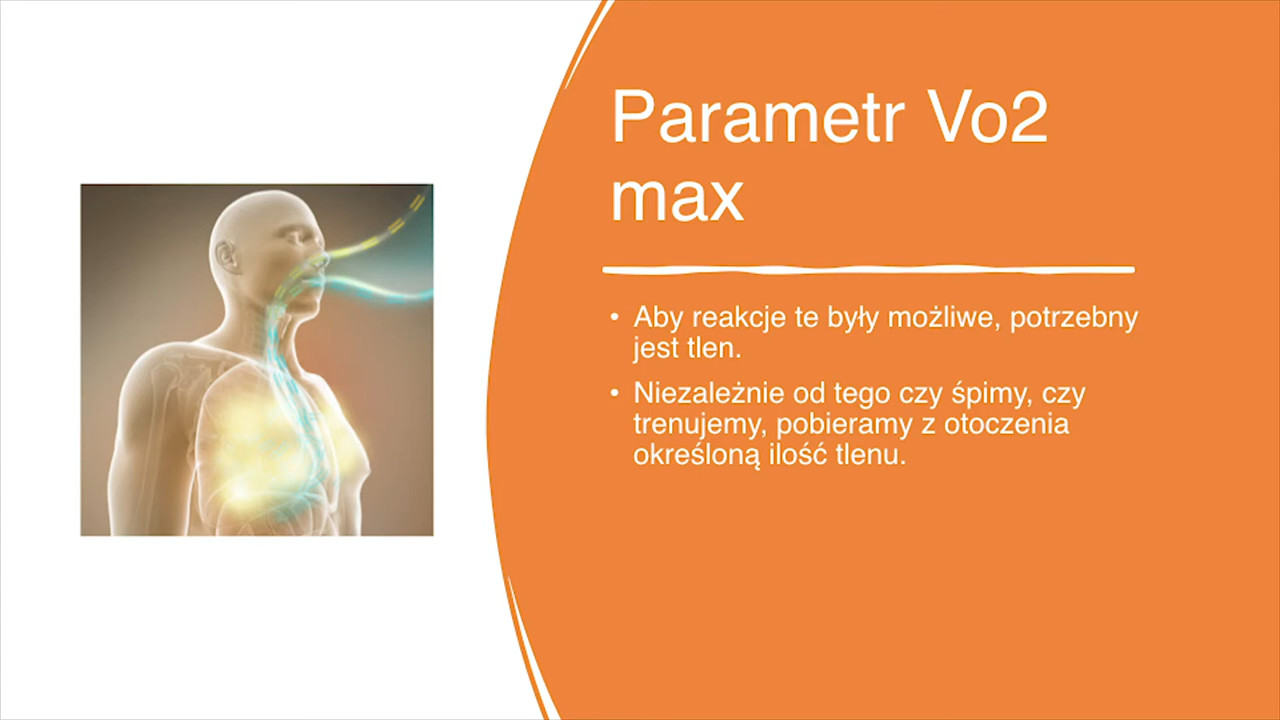 Parametr Vo2
max
• Aby reakcje te były możliwe, potrzebny
jest tlen.
• Niezależnie od tego czy śpimy, czy
trenujemy, pobieramy z otoczenia
określoną ilość tlenu.